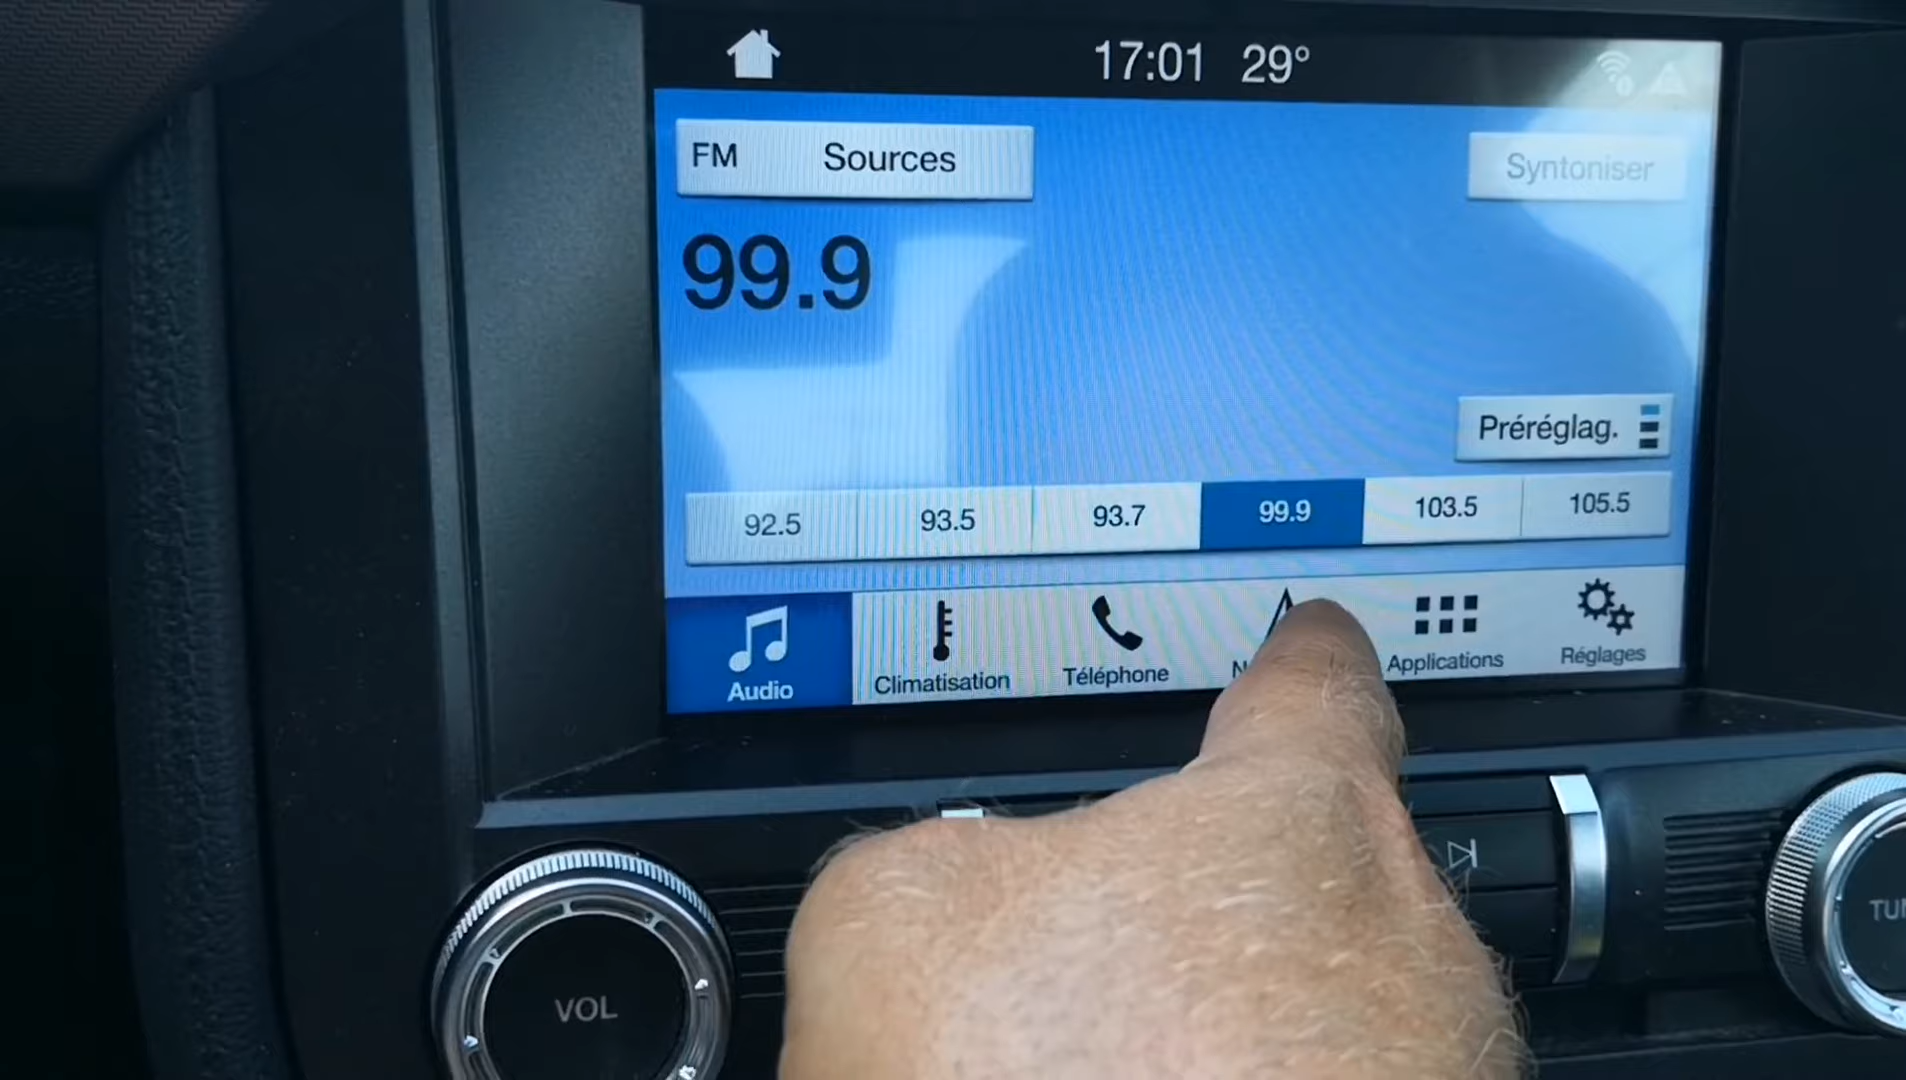 17:01 29°
FM Sources
Syntoniser
99.9
Préréglag.
92.5 93.5 93.7 99.9 103.5 105.5
Audio Climatisation Téléphone Applications Réglages
VOL